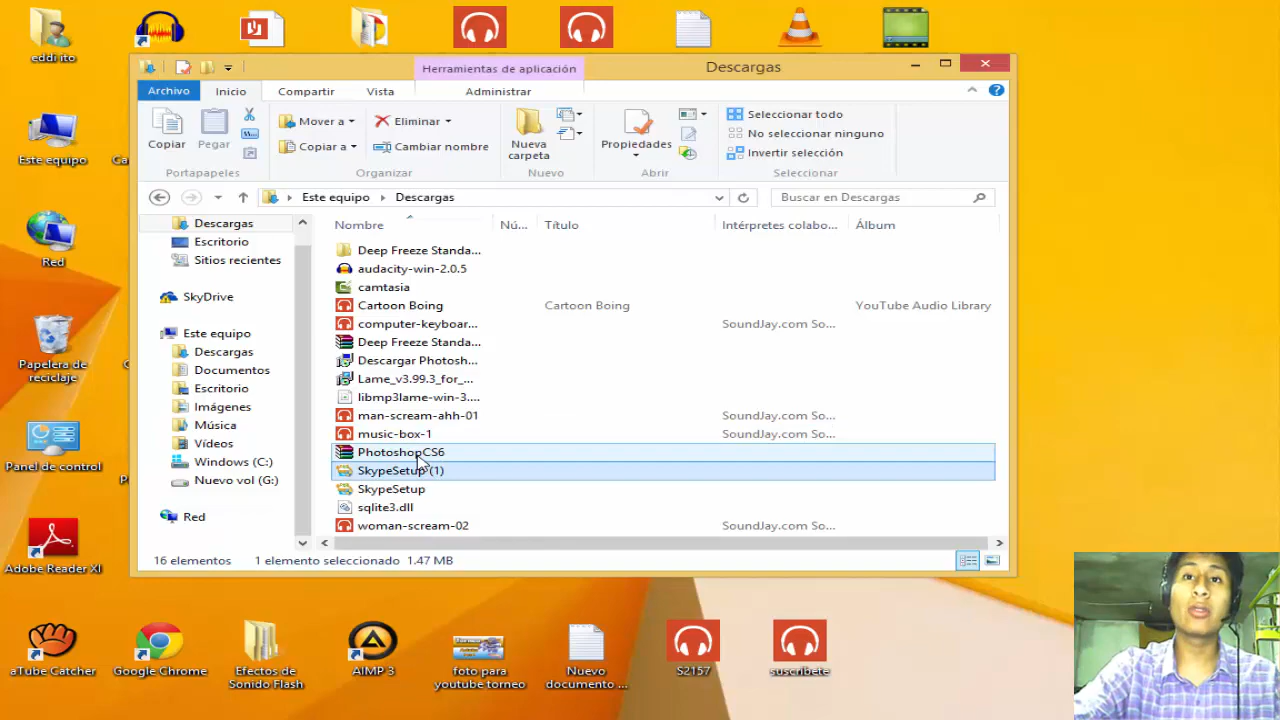 eddi ito
Herramientas de aplicación
Descargas
Archivo
Inicio
Compartir
Vista
Administrar
Copiar
Pegar
Mover a
Copiar a
Eliminar
Cambiar nombre
Nueva
carpeta
Propiedades
Seleccionar todo
No seleccionar ninguno
Invertir selección
Portapapeles
Organizar
Nuevo
Abrir
Seleccionar
Este equipo
Descargas
Buscar en Descargas
Nombre
Nú...
Título
Intérpretes colabo...
Álbum
Descargas
Escritorio
Sitios recientes
SkyDrive
Este equipo
Descargas
Documentos
Escritorio
Imágenes
Música
Vídeos
Windows (C:)
Nuevo vol (G:)
Red
Deep Freeze Standa...
audacity-win-2.0.5
camtasia
Cartoon Boing
Cartoon Boing
YouTube Audio Library
computer-keyboar...
SoundJay.com So...
Deep Freeze Standa...
Descargar Photosh...
Lame_v3.99.3_for_...
libmp3lame-win-3....
man-scream-ahh-01
SoundJay.com So...
music-box-1
SoundJay.com So...
PhotoshopCS6
SkypeSetup (1)
SkypeSetup
sqlite3.dll
woman-scream-02
SoundJay.com So...
16 elementos
1 elemento seleccionado 1.47 MB
Este equipo
Red
Papelera de
reciclaje
Panel de control
Adobe Reader XI
aTube Catcher
Google Chrome
Efectos de
Sonido Flash
AIMP 3
foto para
youtube torneo
Nuevo
documento ...
S2157
suscribete